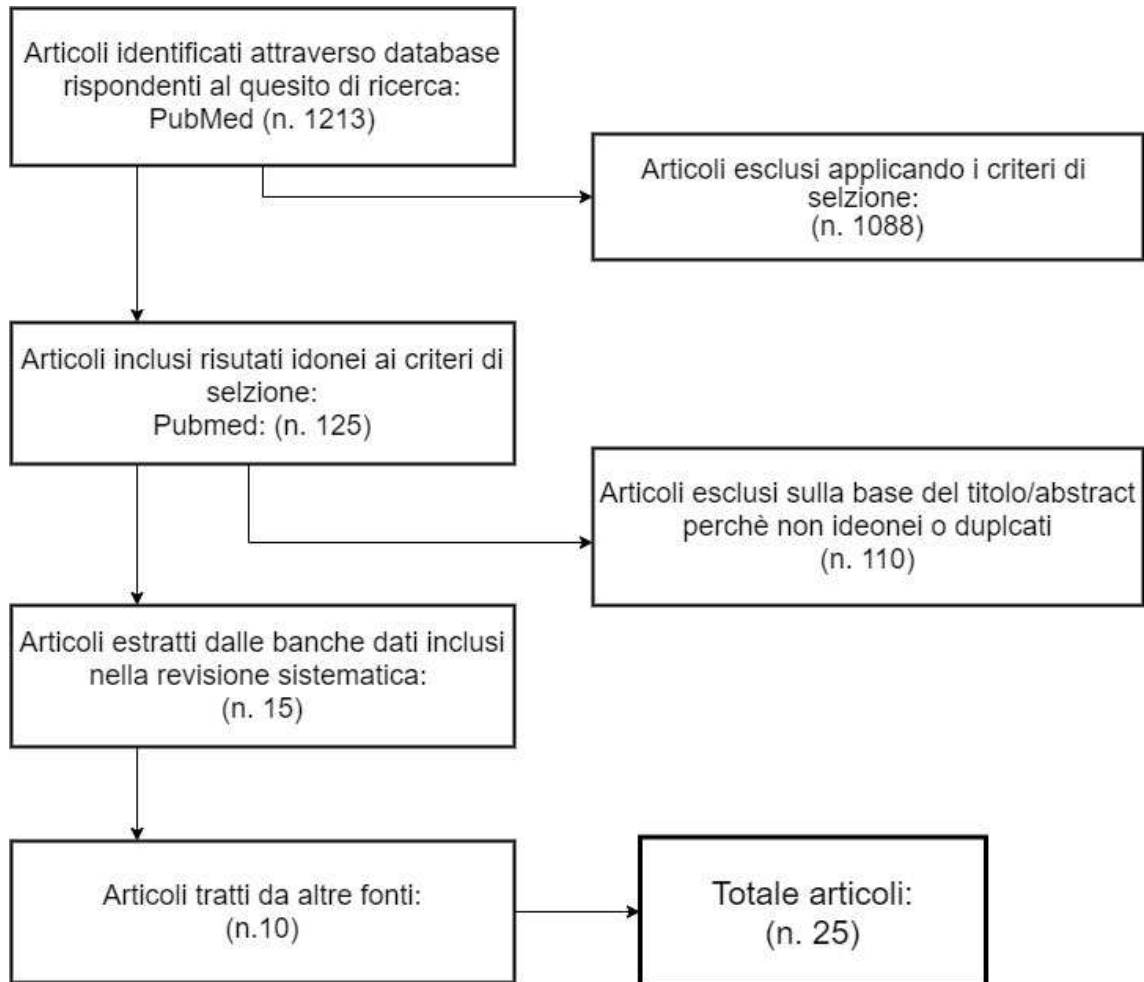 Articoli identificati attraverso database
rispondenti al quesito di ricerca:
PubMed (n. 1213)
Articoli esclusi applicando i criteri di
selzione:
(n. 1088)
Articoli inclusi risutati idonei ai criteri di
selzione:
Pubmed: (n. 125)
Articoli esclusi sulla base del titolo/abstract
perchè non ideonei o duplcati
(n. 110)
Articoli estratti dalle banche dati inclusi
nella revisione sistematica:
(n. 15)
Articoli tratti da altre fonti:
(n.10)
Totale articoli:
(n. 25)